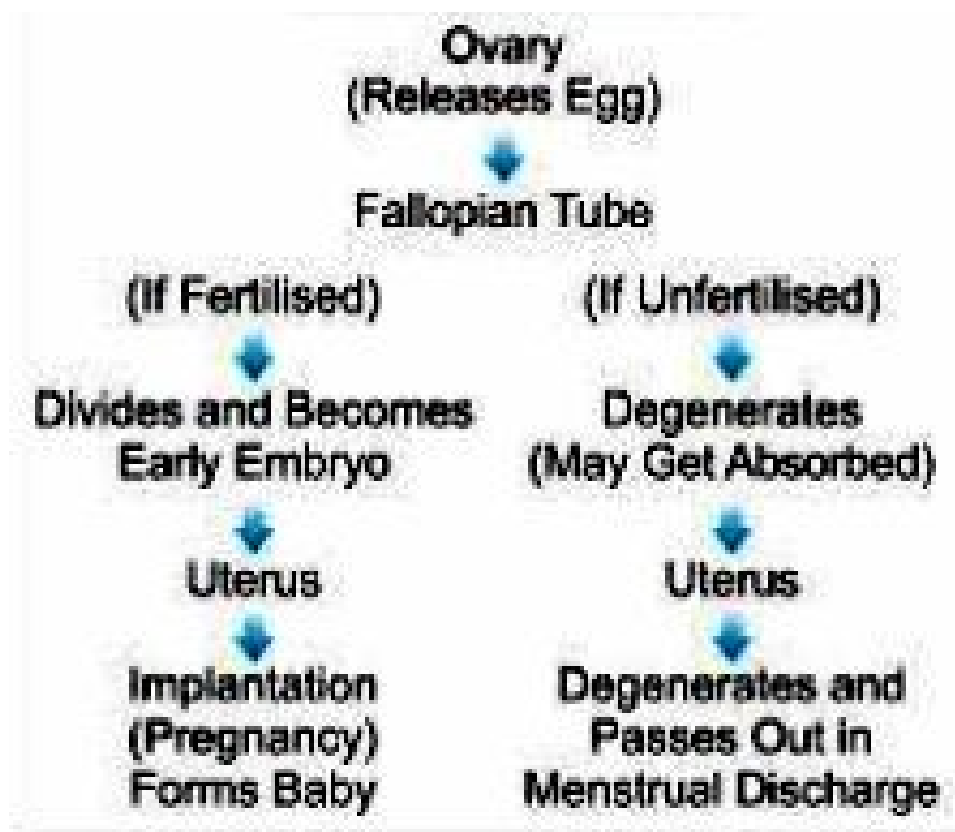 Ovary
(Releases Egg)
Fallopian Tube
(If Fertilised)
(If Unfertilised)
Divides and Becomes
Early Embryo
Degenerates
(May Get Absorbed)
Uterus
Uterus
Implantation
(Pregnancy)
Forms Baby
Degenerates and
Passes Out in
Menstrual Discharge